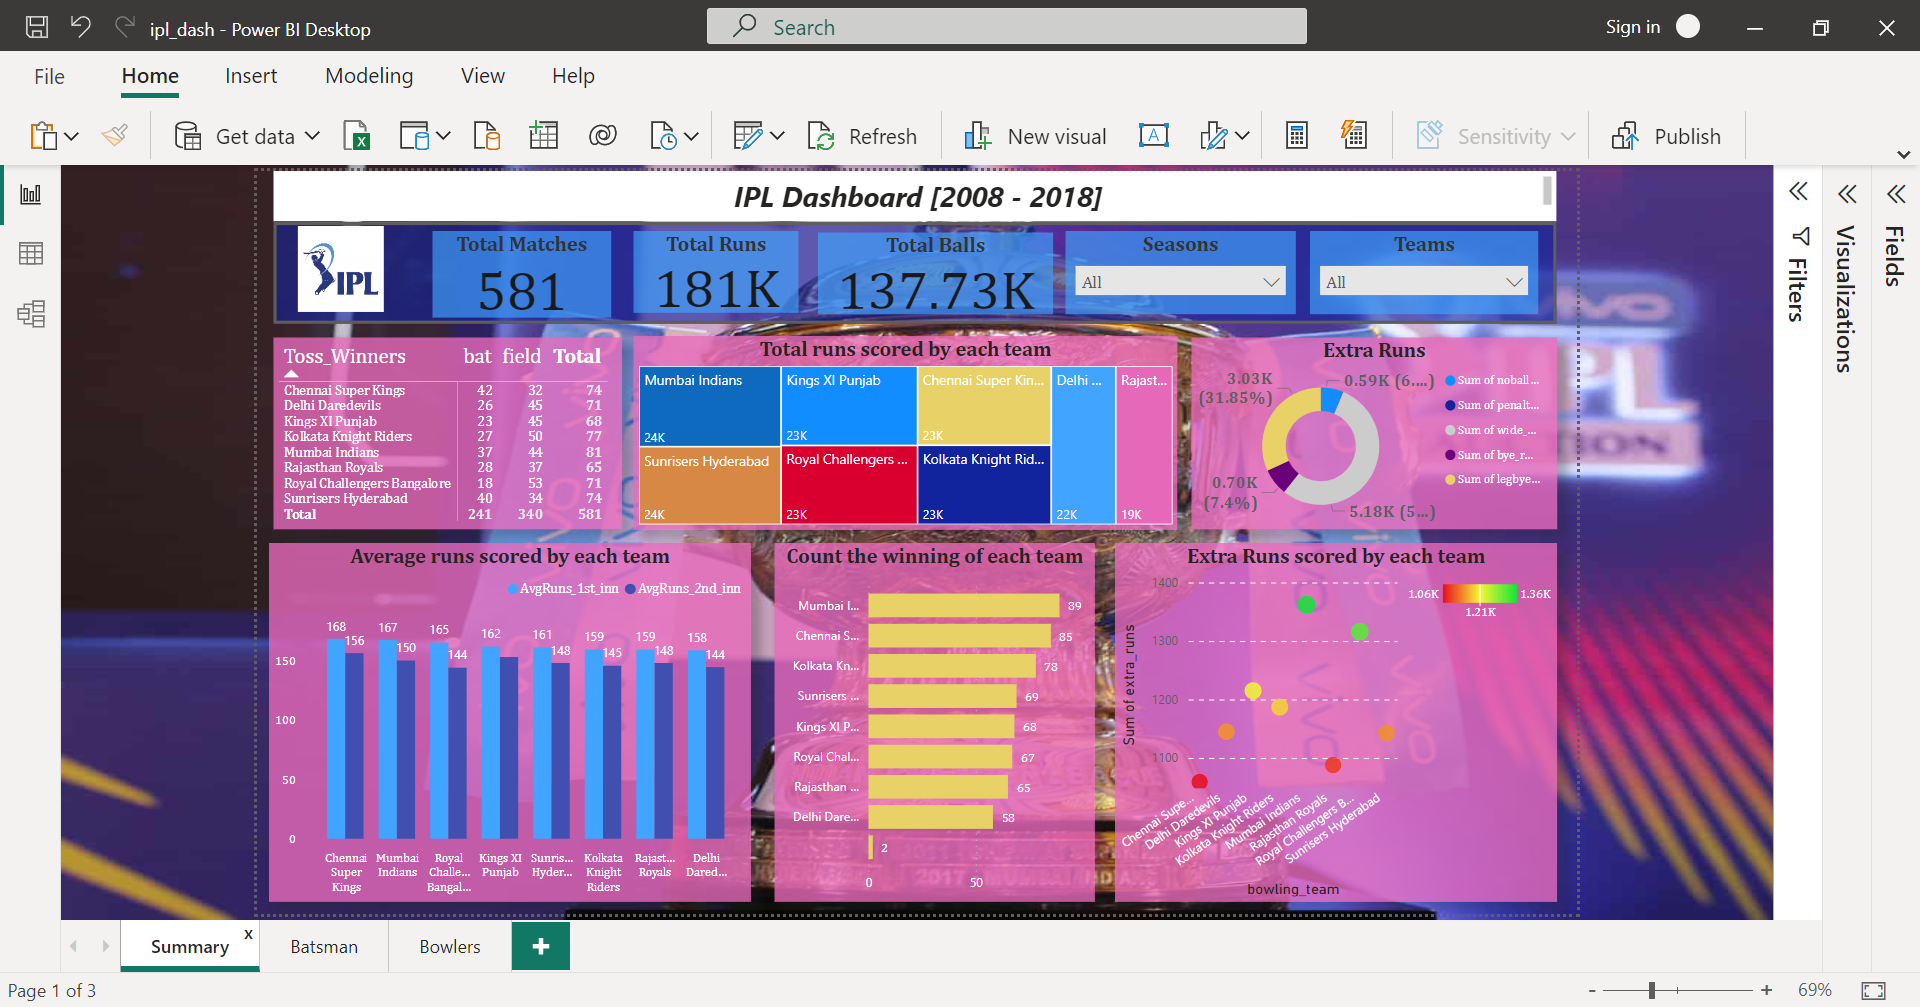 ipl_dash - Power BI Desktop
Search
Sign in
File
Home
Insert
Modeling
View
Help
Get data
Refresh
New visual
Sensitivity
Publish
IPL Dashboard [2008 - 2018]
IPL
Total Matches
581
Total Runs
181K
Total Balls
137.73K
Seasons
All
Teams
All
Filters
Visualizations
Fields
Toss_Winners bat field Total
Chennai Super Kings 42 32 74
Delhi Daredevils 26 45 71
Kings XI Punjab 23 45 68
Kolkata Knight Riders 27 50 77
Mumbai Indians 37 44 81
Rajasthan Royals 28 37 65
Royal Challengers Bangalore 18 53 71
Sunrisers Hyderabad 40 34 74
Total 241 340 581
Total runs scored by each team
Mumbai Indians
24K
Sunrisers Hyderabad
24K
Kings XI Punjab
23K
Royal Challengers ...
23K
Chennai Super Kin...
23K
Kolkata Knight Rid...
23K
Delhi ...
22K
Rajast...
19K
Extra Runs
3.03K
(31.85%)
0.59K (6....)
0.70K
(7.4%)
5.18K (5...)
Sum of noball ...
Sum of penalt...
Sum of wide_...
Sum of bye_r...
Sum of legbye...
Average runs scored by each team
AvgRuns_1st_inn AvgRuns_2nd_inn
168 156
167 150
165 144
162
161 148
159 145
159 148
158 144
150
100
50
0
Chennai Super Kings
Mumbai Indians
Royal Challe... Bangal...
Kings XI Punjab
Sunris... Hyder...
Kolkata Knight Riders
Rajast... Royals
Delhi Dared...
Count the winning of each team
Mumbai I... 89
Chennai S... 85
Kolkata Kn... 78
Sunrisers ... 69
Kings XI P... 68
Royal Chal... 67
Rajasthan ... 65
Delhi Dare... 58
2
0 50
Extra Runs scored by each team
1.06K 1.36K
1.21K
Sum of extra_runs
1400
1300
1200
1100
Chennai Supe...
Delhi Daredevils
Kings XI Punjab
Kolkata Knight Riders
Mumbai Indians
Rajasthan Royals
Royal Challengers B...
Sunrisers Hyderabad
bowling_team
Summary x
Batsman
Bowlers
+
Page 1 of 3
- + 69%